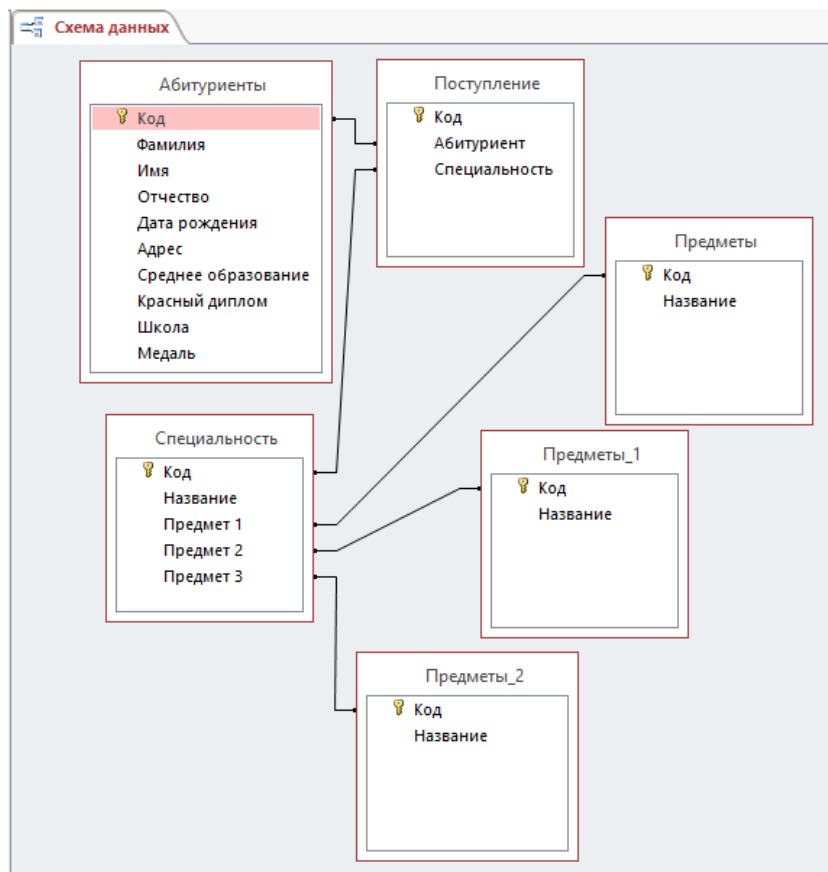 Схема данных
Абитуриенты
Код
Фамилия
Имя
Отчество
Дата рождения
Адрес
Среднее образование
Красный диплом
Школа
Медаль
Поступление
Код
Абитуриент
Специальность
Предметы
Код
Название
Специальность
Код
Название
Предмет 1
Предмет 2
Предмет 3
Предметы_1
Код
Название
Предметы_2
Код
Название